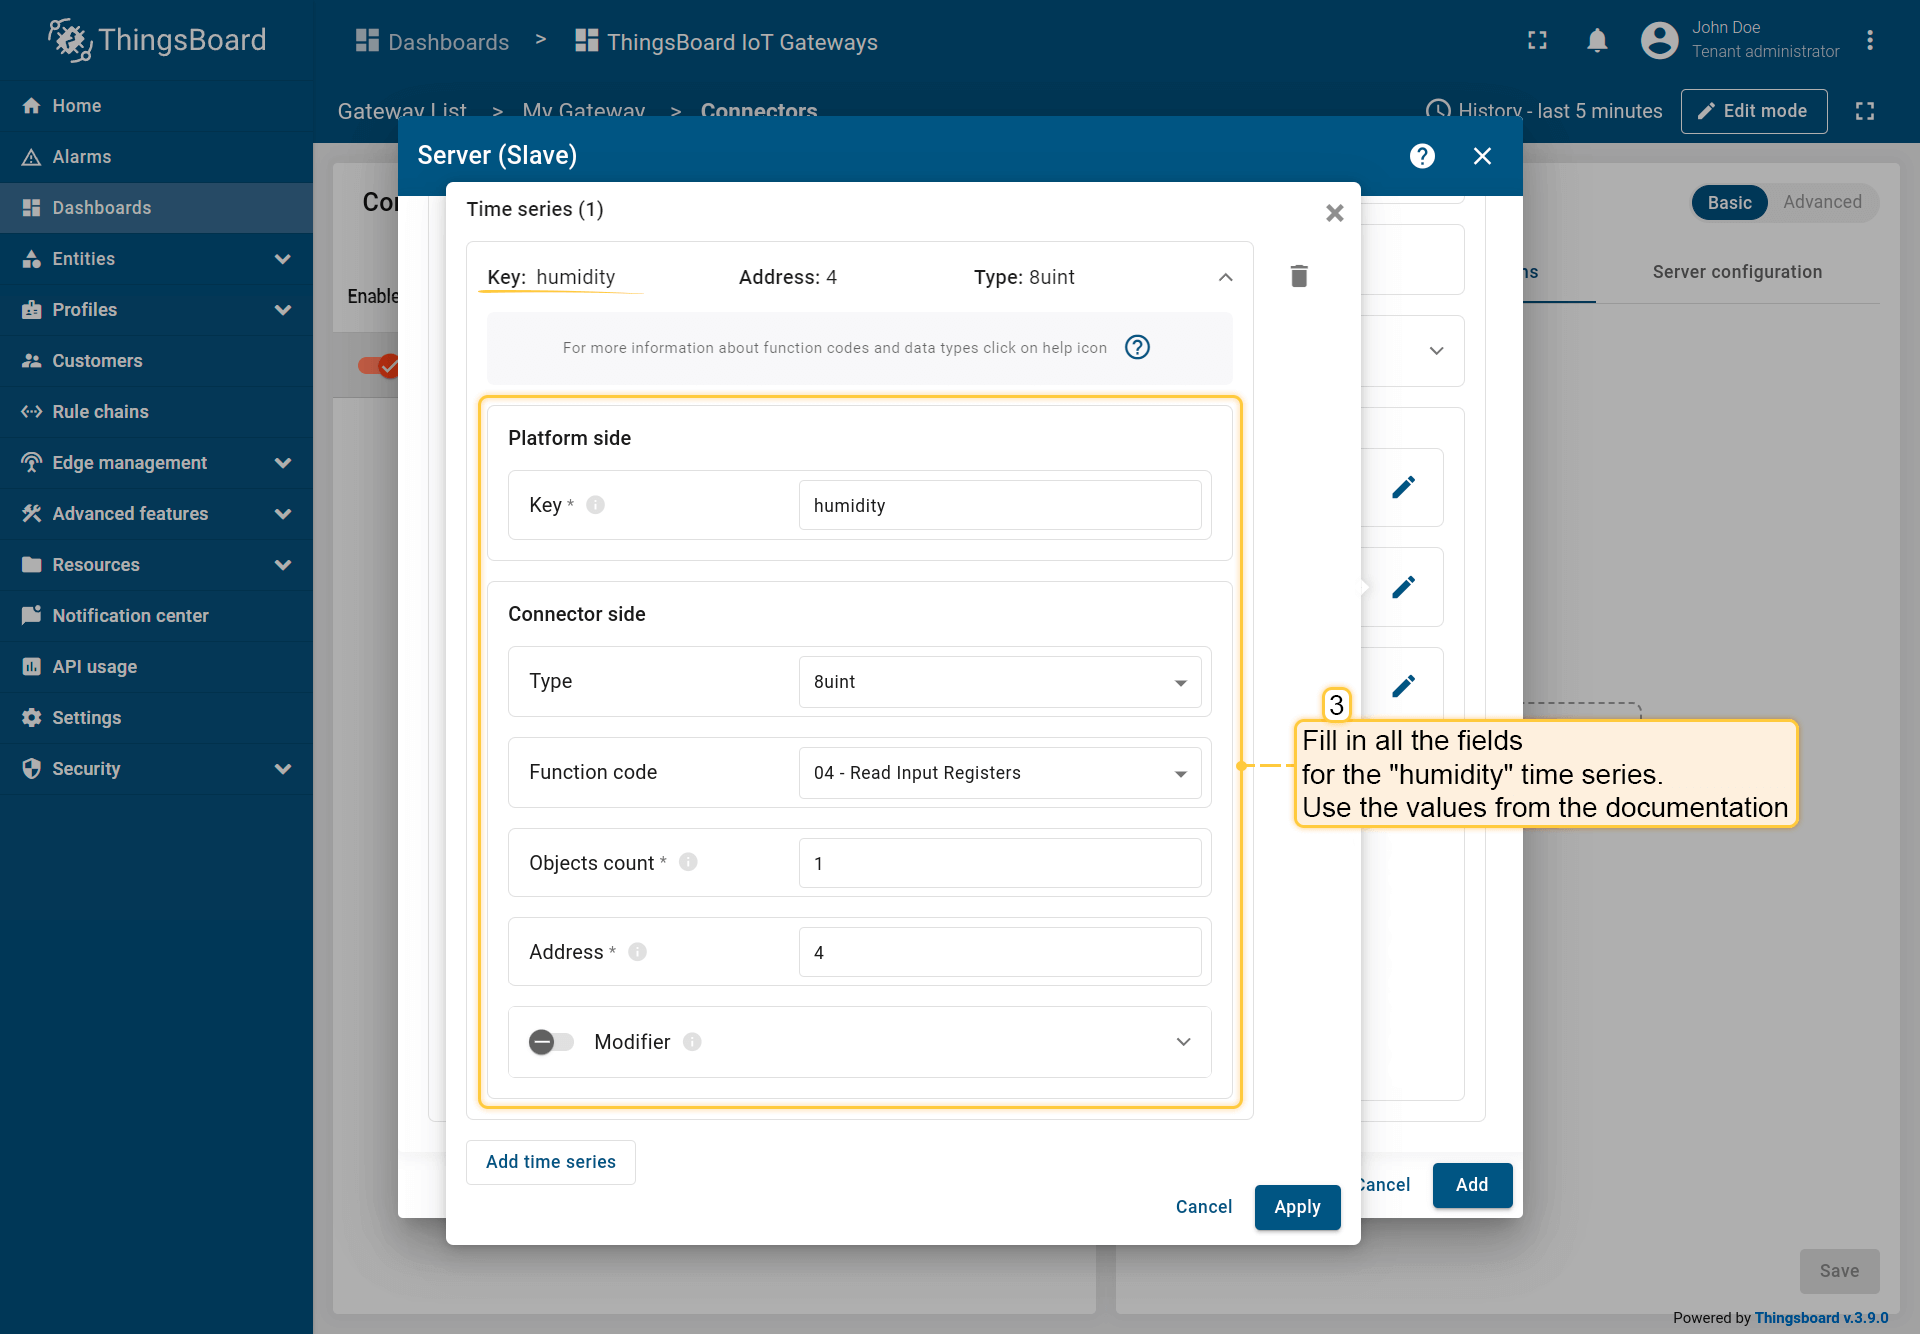 ThingsBoard
Dashboards > ThingsBoard IoT Gateways
John Doe
Tenant administrator
Home
Alarms
Dashboards
Entities
Profiles
Customers
Rule chains
Edge management
Advanced features
Resources
Notification center
API usage
Settings
Security
Gateway List > My Gateway > Connectors
History - last 5 minutes
Edit mode
Server (Slave)
Basic
Advanced
Server configuration
Enable
Time series (1)
Key: humidity
Address: 4
Type: 8uint
For more information about function codes and data types click on help icon
Platform side
Key *
humidity
Connector side
Type
8uint
Function code
04 - Read Input Registers
Objects count *
1
Address *
4
Modifier
3
Fill in all the fields
for the "humidity" time series.
Use the values from the documentation
Add time series
Cancel
Apply
Cancel
Add
Save
Powered by Thingsboard v.3.9.0